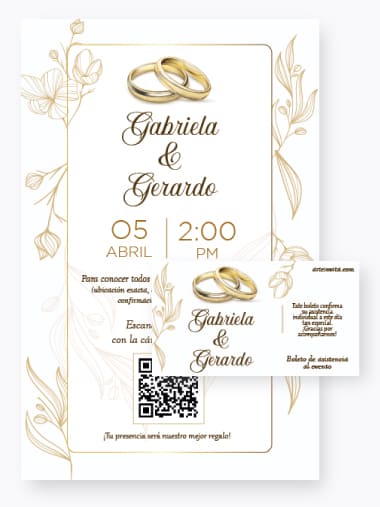 Gabriela
&
Gerardo
05
ABRIL
2:00
PM
Para conocer todos
(ubicación exacta,
Escan
con la cá
¡Tu presencia será nuestro mejor regalo!
Gabriela
&
Gerardo
Este boleto confirma
su asistencia
individual a este día
tan especial.
¡Gracias por
acompañarnos!
Boleto de asistencia
al evento